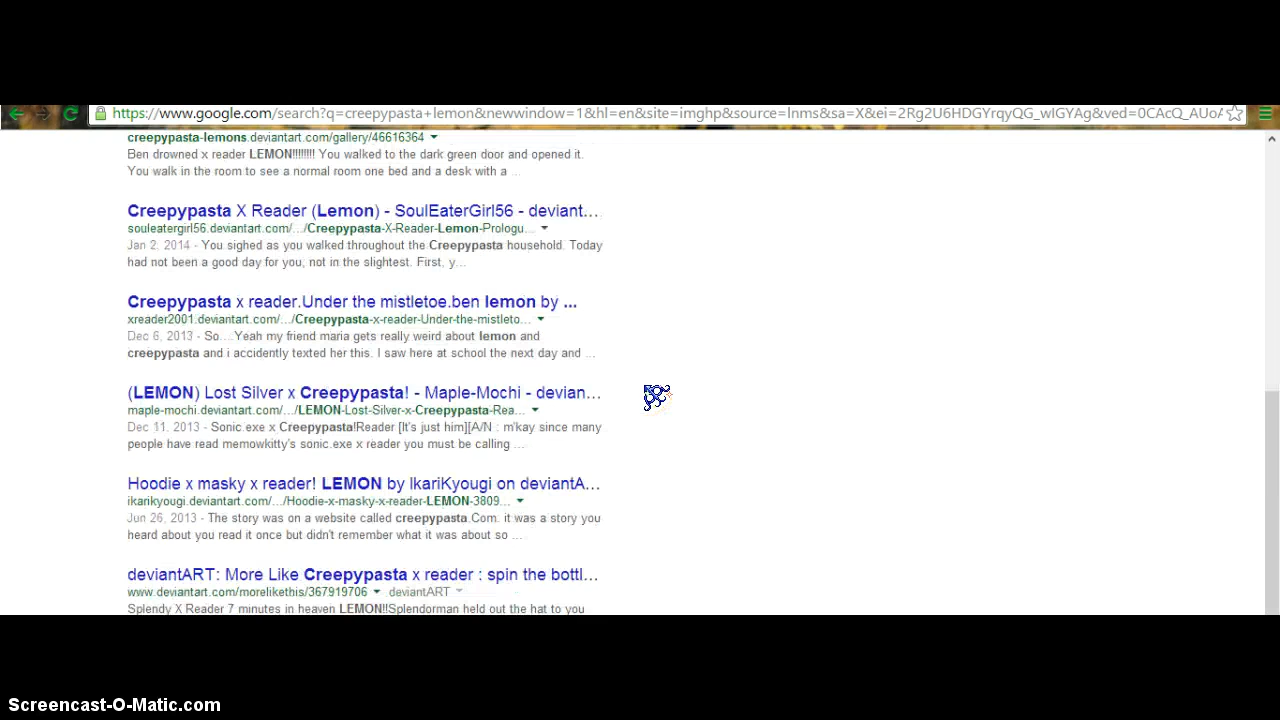 https://www.google.com/search?q=creepypasta+lemon&newwindow=1&hl=en&site=imghp&source=lnms&sa=X&ei=2Rg2U6HDGYrqyQG_wIGYAg&ved=0CAcQ_AUoA
creepypasta-lemons.deviantart.com/gallery/46616364
Ben drowned x reader LEMON!!!!!!!! You walked to the dark green door and opened it.
You walk in the room to see a normal room one bed and a desk with a ...
Creepypasta X Reader (Lemon) - SoulEaterGirl56 - deviant...
souleatergirl56.deviantart.com/.../Creepypasta-X-Reader-Lemon-Prologu...
Jan 2, 2014 - You sighed as you walked throughout the Creepypasta household. Today
had not been a good day for you, not in the slightest. First, y...
Creepypasta x reader.Under the mistletoe.ben lemon by ...
xreader2001.deviantart.com/.../Creepypasta-x-reader-Under-the-mistleto...
Dec 6, 2013 - So....Yeah my friend maria gets really weird about lemon and
creepypasta and i accidently texted her this. I saw here at school the next day and ...
(LEMON) Lost Silver x Creepypasta! - Maple-Mochi - devian...
maple-mochi.deviantart.com/.../LEMON-Lost-Silver-x-Creepypasta-Rea...
Dec 11, 2013 - Sonic.exe x Creepypasta!Reader [It's just him][A/N : m'kay since many
people have read memowkitty's sonic.exe x reader you must be calling ...
Hoodie x masky x reader! LEMON by IkariKyougi on deviantA...
ikarikyougi.deviantart.com/.../Hoodie-x-masky-x-reader-LEMON-3809...
Jun 26, 2013 - The story was on a website called creepypasta.Com. it was a story you
heard about you read it once but didn't remember what it was about so ...
deviantART: More Like Creepypasta x reader : spin the bottl...
www.deviantart.com/morelikethis/367919706 deviantART
Splendy X Reader 7 minutes in heaven LEMON!!Splendorman held out the hat to you
Screencast-O-Matic.com